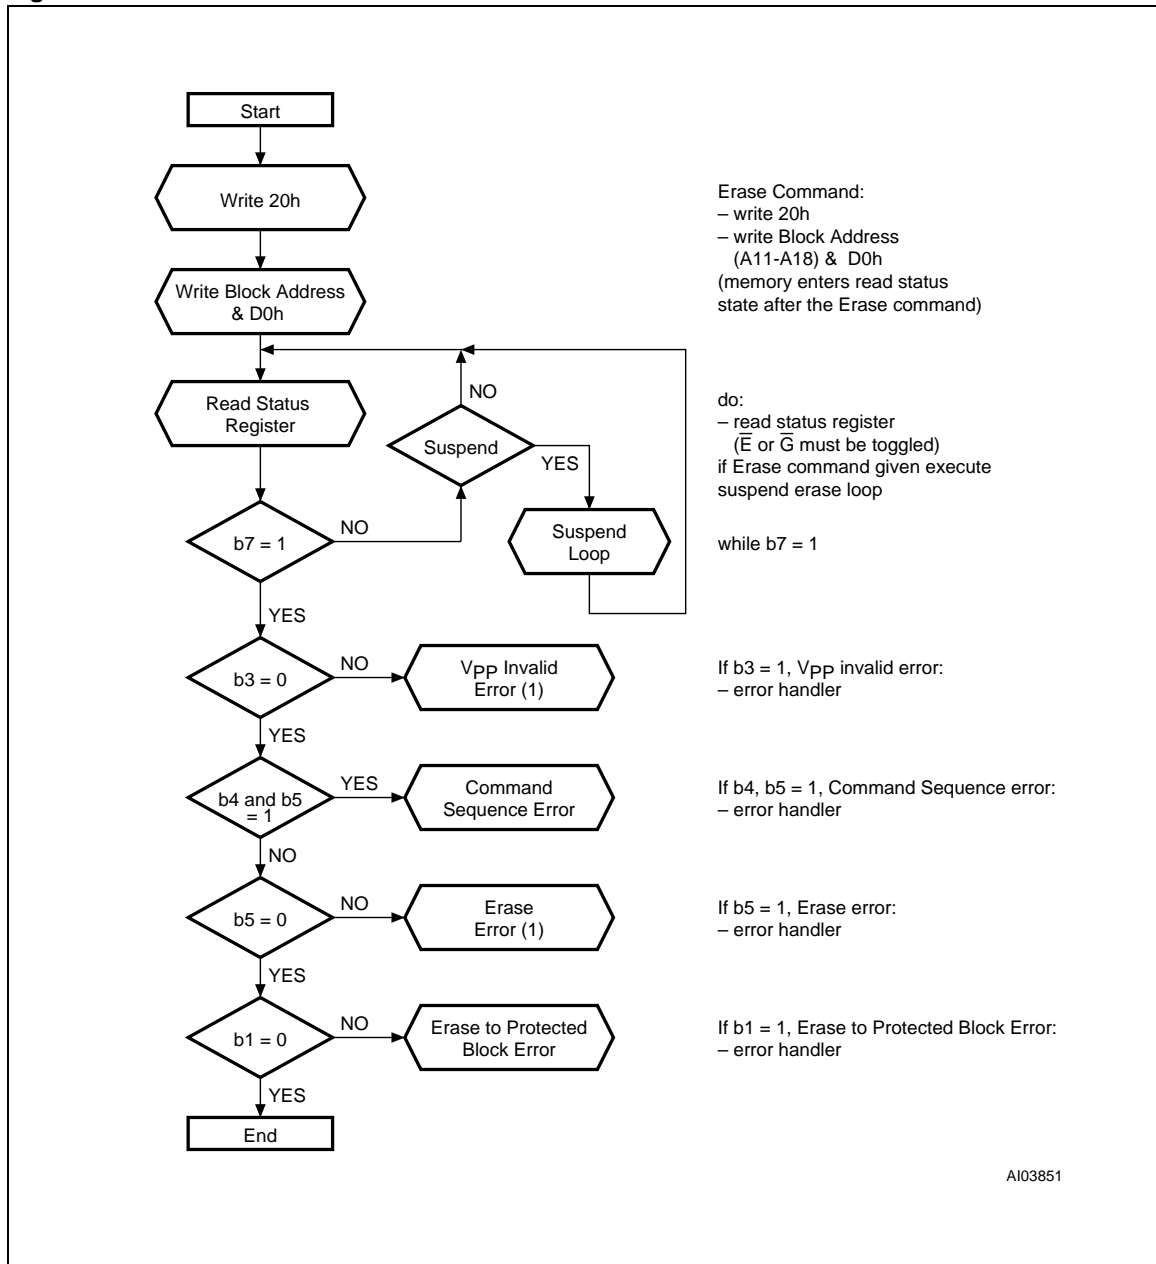 Start
Write 20h
Erase Command:
– write 20h
– write Block Address
(A11-A18) & D0h
(memory enters read status
state after the Erase command)
Write Block Address
& D0h
Read Status
Register
NO
Suspend
YES
do:
– read status register
(E̅ or G̅ must be toggled)
if Erase command given execute
suspend erase loop
while b7 = 1
b7 = 1
NO
Suspend
Loop
YES
b3 = 0
NO
VPP Invalid
Error (1)
If b3 = 1, VPP invalid error:
– error handler
YES
b4 and b5
= 1
YES
Command
Sequence Error
If b4, b5 = 1, Command Sequence error:
– error handler
NO
b5 = 0
NO
Erase
Error (1)
If b5 = 1, Erase error:
– error handler
YES
b1 = 0
NO
Erase to Protected
Block Error
If b1 = 1, Erase to Protected Block Error:
– error handler
YES
End
AI03851